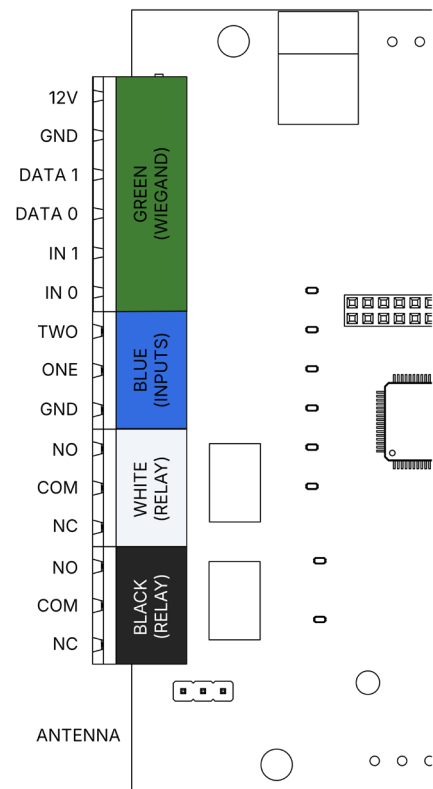 12V
GND
DATA 1
DATA 0
IN 1
IN 0
GREEN
(WIEGAND)
TWO
ONE
GND
BLUE
(INPUTS)
NO
COM
NC
WHITE
(RELAY)
NO
COM
NC
BLACK
(RELAY)
ANTENNA